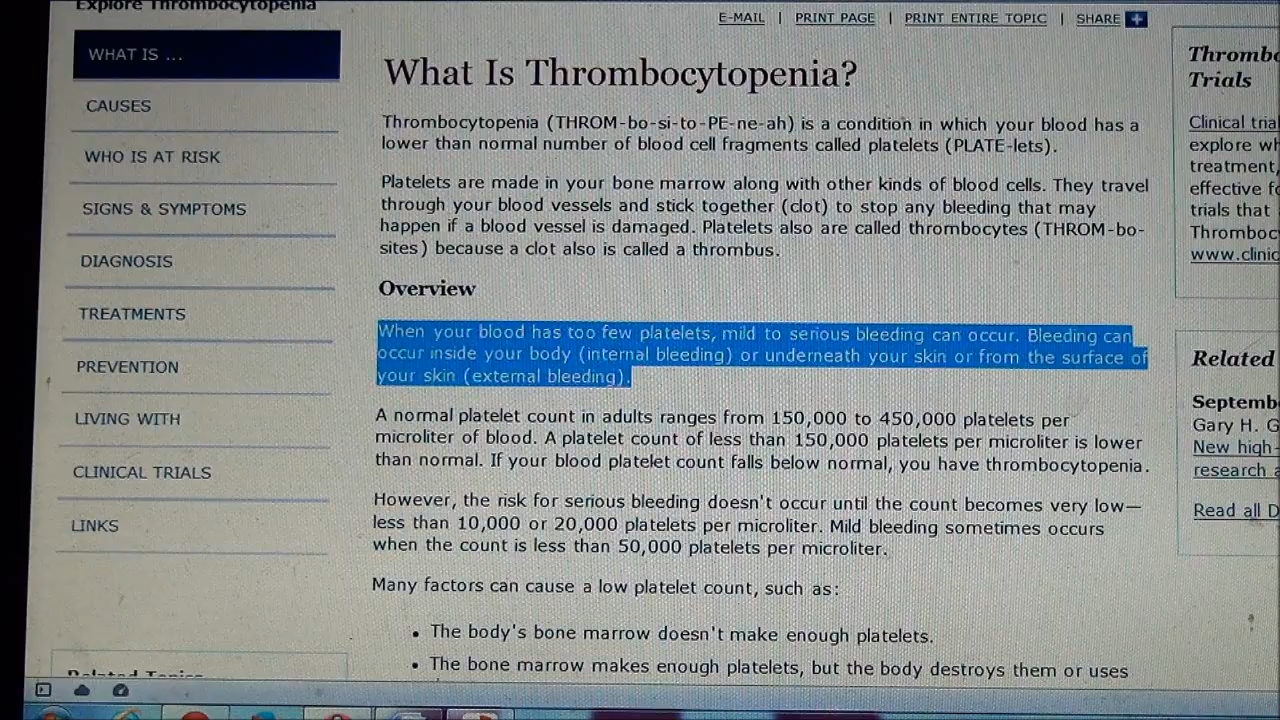 Explore Thrombocytopenia
WHAT IS ...
CAUSES
WHO IS AT RISK
SIGNS & SYMPTOMS
DIAGNOSIS
TREATMENTS
PREVENTION
LIVING WITH
CLINICAL TRIALS
LINKS
Related Topics
E-MAIL | PRINT PAGE | PRINT ENTIRE TOPIC | SHARE +
What Is Thrombocytopenia?
Thrombocytopenia (THROM-bo-si-to-PE-ne-ah) is a condition in which your blood has a
lower than normal number of blood cell fragments called platelets (PLATE-lets).
Platelets are made in your bone marrow along with other kinds of blood cells. They travel
through your blood vessels and stick together (clot) to stop any bleeding that may
happen if a blood vessel is damaged. Platelets also are called thrombocytes (THROM-bo-
sites) because a clot also is called a thrombus.
Overview
When your blood has too few platelets, mild to serious bleeding can occur. Bleeding can
occur inside your body (internal bleeding) or underneath your skin or from the surface of
your skin (external bleeding).
A normal platelet count in adults ranges from 150,000 to 450,000 platelets per
microliter of blood. A platelet count of less than 150,000 platelets per microliter is lower
than normal. If your blood platelet count falls below normal, you have thrombocytopenia.
However, the risk for serious bleeding doesn't occur until the count becomes very low—
less than 10,000 or 20,000 platelets per microliter. Mild bleeding sometimes occurs
when the count is less than 50,000 platelets per microliter.
Many factors can cause a low platelet count, such as:
• The body's bone marrow doesn't make enough platelets.
• The bone marrow makes enough platelets, but the body destroys them or uses
Thrombo
Trials
Clinical trial
explore wh
treatment,
effective fo
trials that
Thrombocy
www.clinic
Related
Septemb
Gary H. G
New high-
research a
Read all D